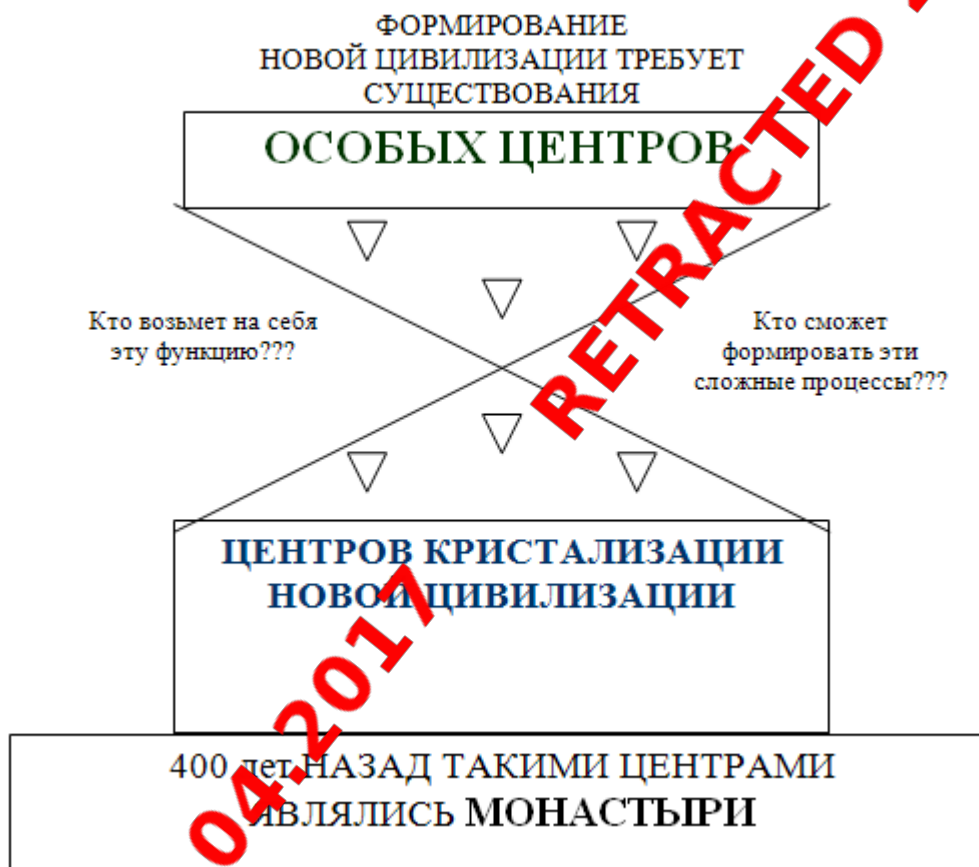 ФОРМИРОВАНИЕ
НОВОЙ ЦИВИЛИЗАЦИИ ТРЕБУЕТ
СУЩЕСТВОВАНИЯ
ОСОБЫХ ЦЕНТРОВ
Кто возьмет на себя
эту функцию???
Кто сможет
формировать эти
сложные процессы???
ЦЕНТРОВ КРИСТАЛИЗАЦИИ
НОВОЙ ЦИВИЛИЗАЦИИ
400 лет НАЗАД ТАКИМИ ЦЕНТРАМИ
ЯВЛЯЛИСЬ МОНАСТЫРИ
RETRACTED
04.2017